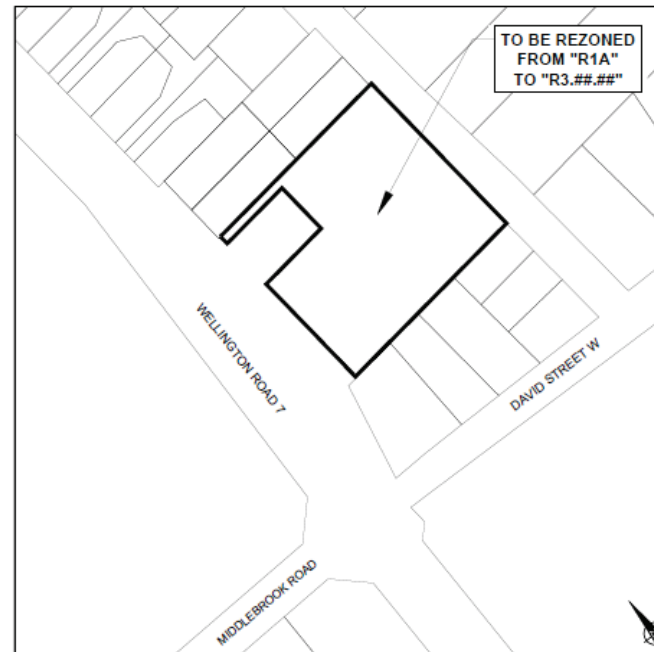 TO BE REZONED
FROM "R1A"
TO "R3.##.##"
WELLINGTON ROAD 7
DAVID STREET W
MIDDLEBROOK ROAD